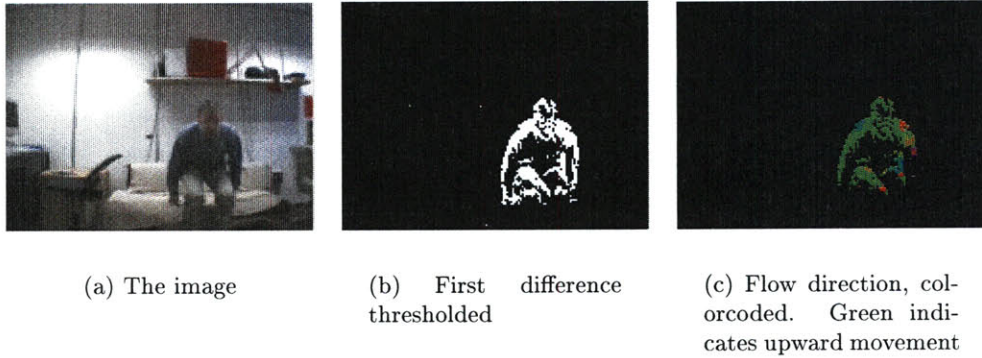 (a) The image
(b) First difference
thresholded
(c) Flow direction, col-
orcoded. Green indi-
cates upward movement